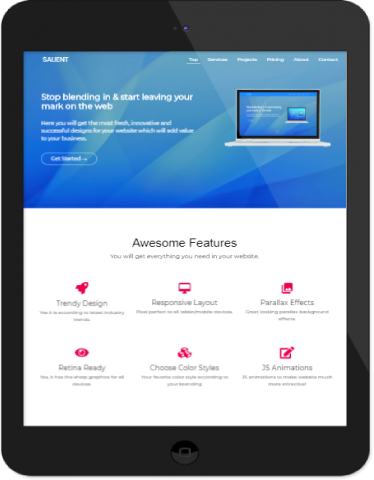 SALIENT
Top Services Projects Pricing About Contact
Stop blending in & start leaving your
mark on the web
Here you will get the most fresh, innovative and
successful designs for your website which will add value
to your business.
Get Started →
Awesome Features
You will get everything you need in your website.
Trendy Design
Responsive Layout
Parallax Effects
Yes it is according to latest industry
trends.
Pixel perfect to all tablet/mobile devices.
Great looking parallax background
effects
Retina Ready
Choose Color Styles
JS Animations
Yes, it has the sharp graphics for all
devices.
Your favorite color style according to
your branding
JS animations to make website much
more attractive!